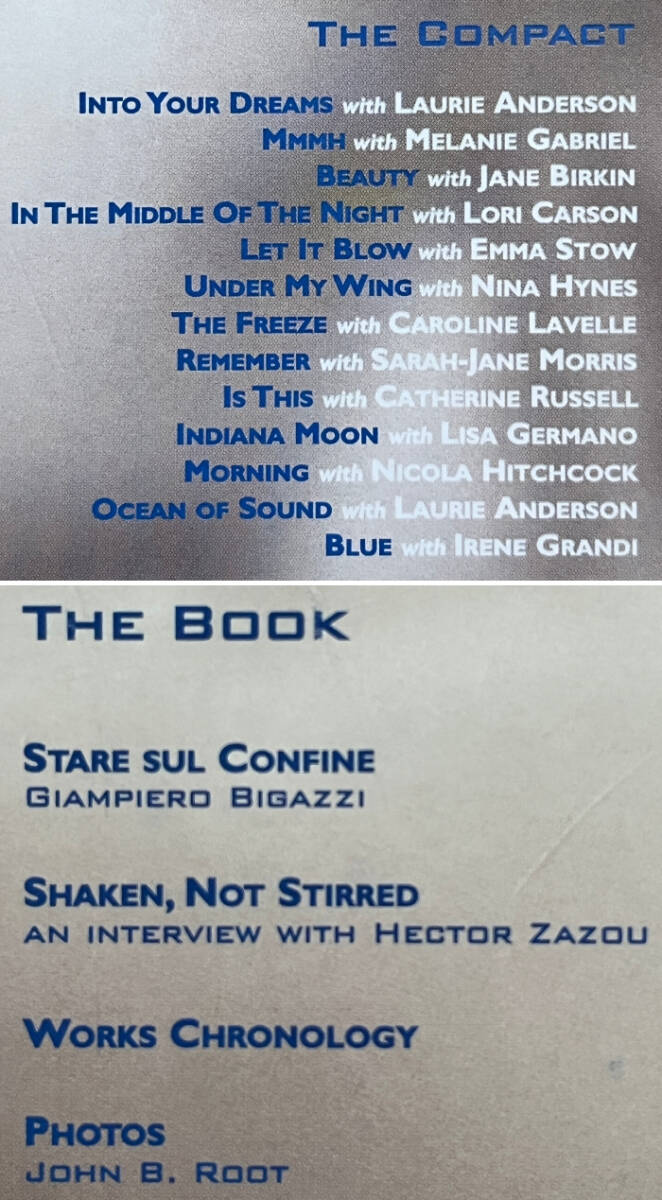 THE COMPACT
INTO YOUR DREAMS with LAURIE ANDERSON
MMMH with MELANIE GABRIEL
BEAUTY with JANE BIRKIN
IN THE MIDDLE OF THE NIGHT with LORI CARSON
LET IT BLOW with EMMA STOW
UNDER MY WING with NINA HYNES
THE FREEZE with CAROLINE LAVELLE
REMEMBER with SARAH-JANE MORRIS
IS THIS with CATHERINE RUSSELL
INDIANA MOON with LISA GERMANO
MORNING with NICOLA HITCHCOCK
OCEAN OF SOUND with LAURIE ANDERSON
BLUE with IRENE GRANDI
THE BOOK
STARE SUL CONFINE
GIAMPIERO BIGAZZI
SHAKEN, NOT STIRRED
AN INTERVIEW WITH HECTOR ZAZOU
WORKS CHRONOLOGY
PHOTOS
JOHN B. ROOT